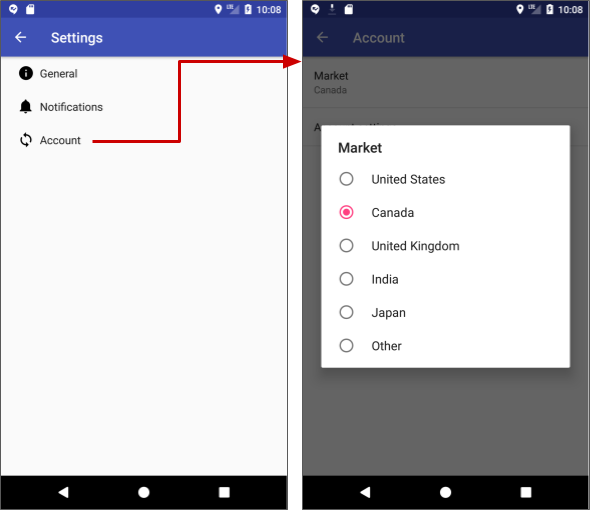 10:08
Settings
General
Notifications
Account
LTE 10:08
Account
Market
Canada
Market
United States
Canada
United Kingdom
India
Japan
Other